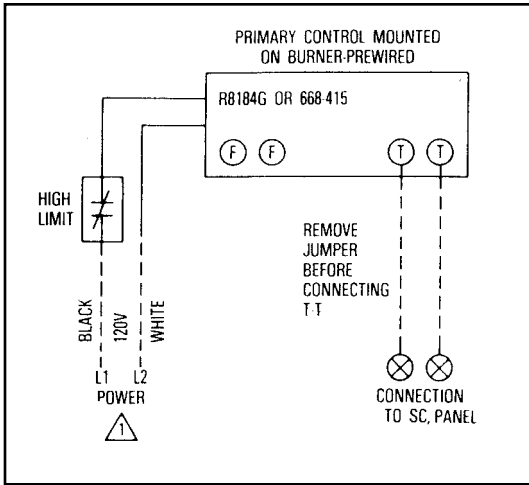 PRIMARY CONTROL MOUNTED
ON BURNER-PREWIRED
R8184G OR 668-415
F F T T
HIGH
LIMIT
REMOVE
JUMPER
BEFORE
CONNECTING
T-T
BLACK
120V
WHITE
L1 L2
POWER
1
CONNECTION
TO SC, PANEL